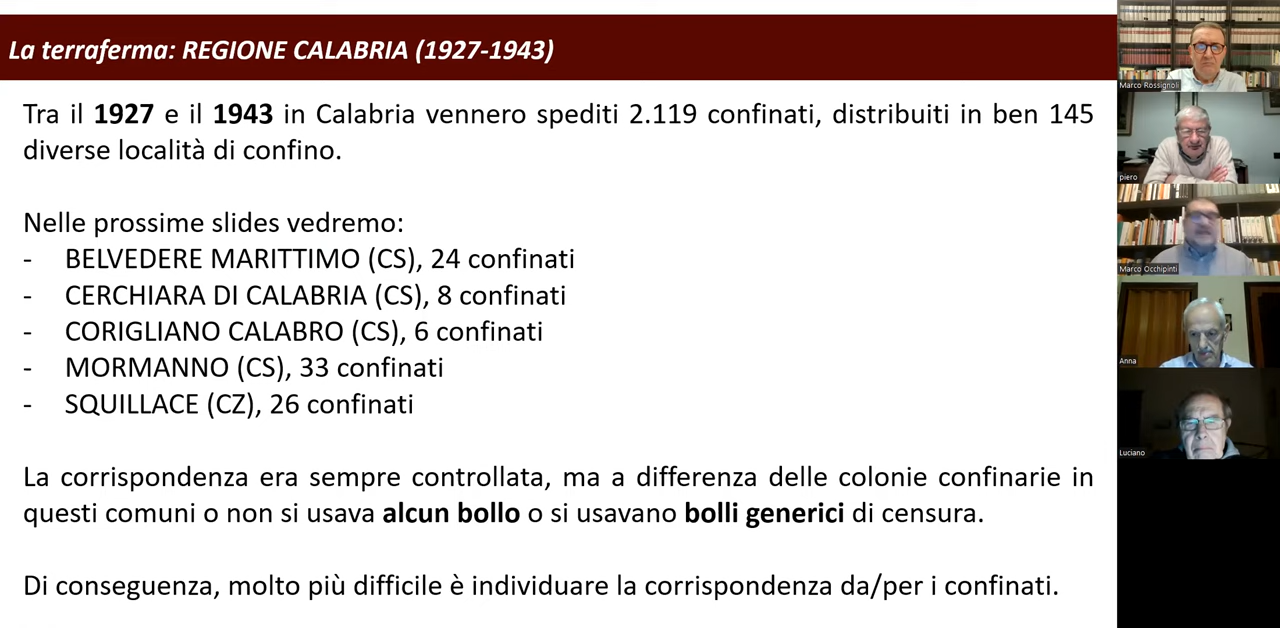 La terraferma: REGIONE CALABRIA (1927-1943)
Tra il 1927 e il 1943 in Calabria vennero spediti 2.119 confinati, distribuiti in ben 145
diverse località di confino.
Nelle prossime slides vedremo:
- BELVEDERE MARITTIMO (CS), 24 confinati
- CERCHIARA DI CALABRIA (CS), 8 confinati
- CORIGLIANO CALABRO (CS), 6 confinati
- MORMANNO (CS), 33 confinati
- SQUILLACE (CZ), 26 confinati
La corrispondenza era sempre controllata, ma a differenza delle colonie confinarie in
questi comuni o non si usava alcun bollo o si usavano bolli generici di censura.
Di conseguenza, molto più difficile è individuare la corrispondenza da/per i confinati.
Marco Rossignoli
piero
Marco Occhipinti
Anna
Luciano